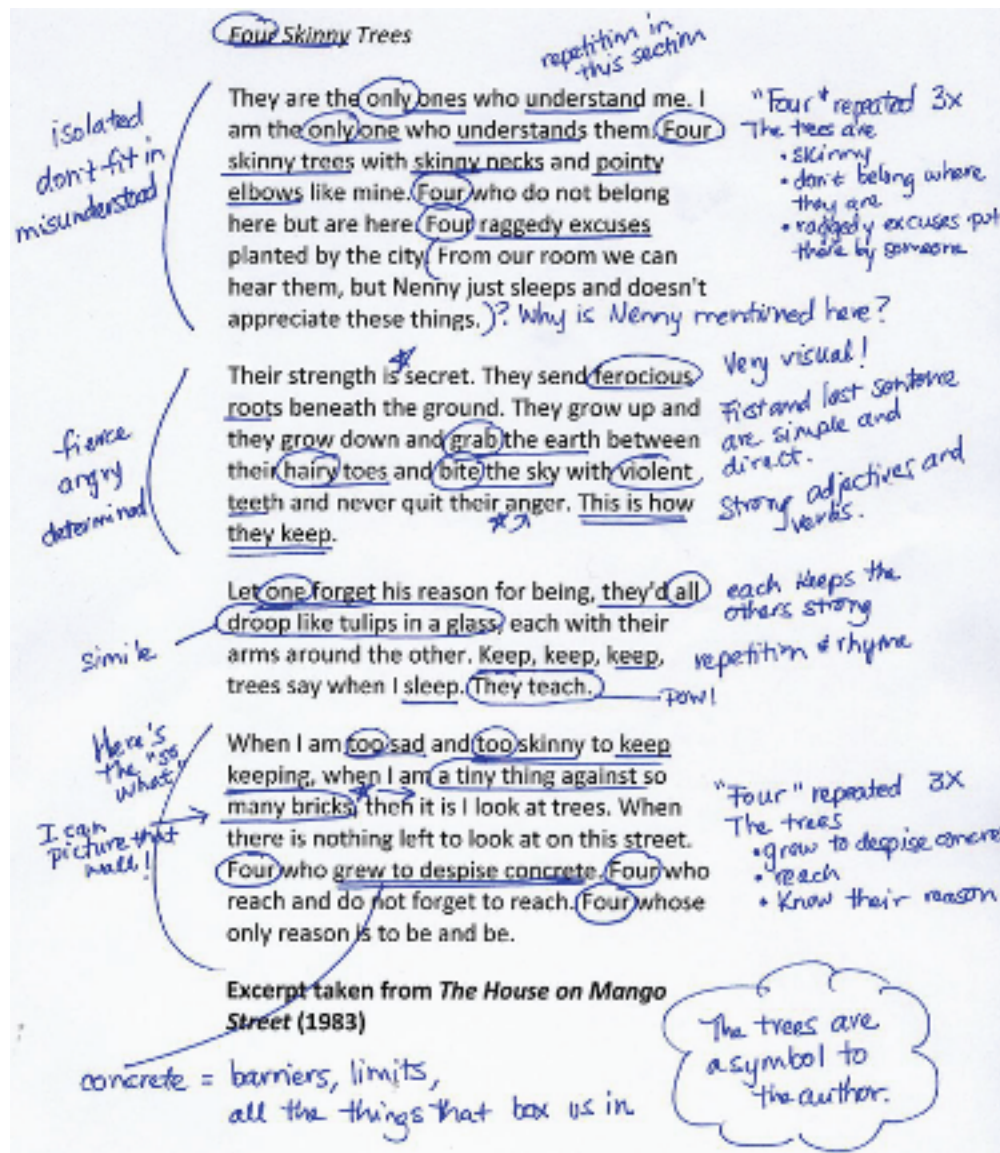 Four Skinny Trees
repetition in
this section
They are the only ones who understand me. I
am the only one who understands them. Four
skinny trees with skinny necks and pointy
elbows like mine. Four who do not belong
here but are here. Four raggedy excuses
planted by the city. From our room we can
hear them, but Nenny just sleeps and doesn't
appreciate these things.
)? Why is Nenny mentioned here?
isolated
don't fit in
misunderstood
"Four" repeated 3x
The trees are
• skinny
• don't belong where
they are
• raggedy excuses put
there by someone
Their strength is secret. They send ferocious
roots beneath the ground. They grow up and
they grow down and grab the earth between
their hairy toes and bite the sky with violent
teeth and never quit their anger. This is how
they keep.
fierce
angry
determined
Very visual!
First and last sentence
are simple and
direct.
Strong adjectives and
verbs.
Let one forget his reason for being, they'd all
droop like tulips in a glass, each with their
arms around the other. Keep, keep, keep,
trees say when I sleep. They teach.
simile
each keeps the
others strong
repetition & rhyme
pow!
When I am too sad and too skinny to keep
keeping, when I am a tiny thing against so
many bricks, then it is I look at trees. When
there is nothing left to look at on this street.
Four who grew to despise concrete. Four who
reach and do not forget to reach. Four whose
only reason is to be and be.
Here's
the "so
what!"
I can
picture that
wall!
"Four" repeated 3X
The trees
• grow to despise concre
• reach
• Know their reason
Excerpt taken from The House on Mango
Street (1983)
concrete = barriers, limits,
all the things that box us in
The trees are
a symbol to
the author.